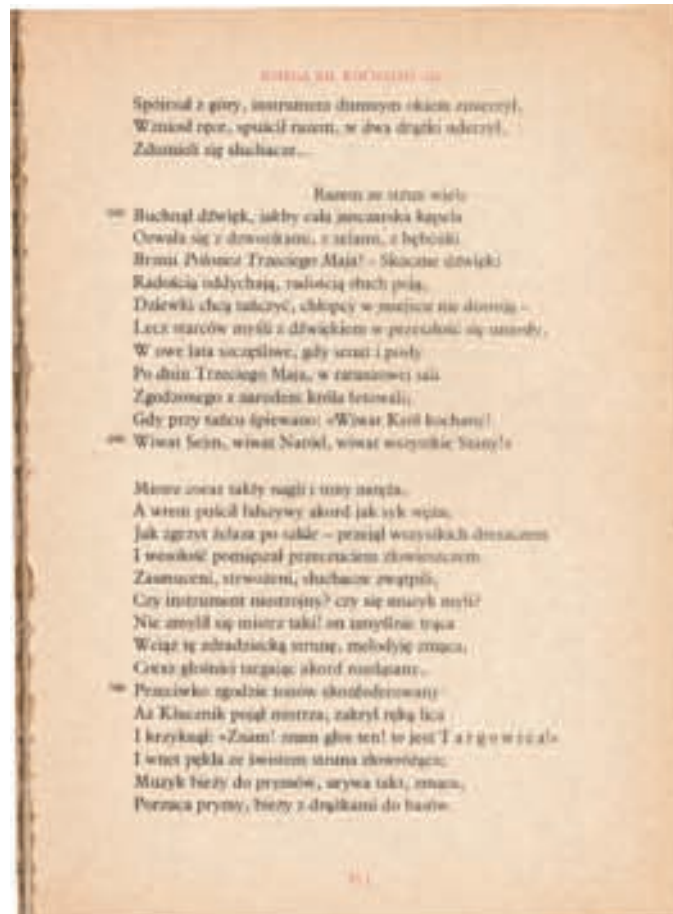 KSIĘGA XII. KOCHAJMY SIĘ
Spójrzał z góry, instrument dumnym okiem zmierzył,
Wzniósł ręce, spuścił razem, w dwa drążki uderzył,
Zdumieli się słuchacze...
Razem ze strun wiela
Buchnął dźwięk, jakby cała janczarska kapela
Ozwała się z dzwonkami, z zelami, z bębenki.
Brzmi Polonez Trzeciego Maja! - Skoczne dźwięki
Radością oddychają, radością słuch poją,
Dziewki chcą tańczyć, chłopcy w miejscu nie dostoją -
Lecz starców myśli z dźwiękiem w przeszłość się uniosły,
W owe lata szczęśliwe, gdy senat i posły
Po dniu Trzeciego Maja, w ratuszowej sali
Zgodzonego z narodem króla fetowali;
Gdy przy tańcu śpiewano: «Wiwat Król kochany!
Wiwat Sejm, wiwat Naród, wiwat wszystkie Stany!»
Mistrz coraz takty nagli i tony natęża,
A wtem puścił fałszywy akord jak syk węża,
Jak zgrzyt żelaza po szkle - przejął wszystkich dreszczem
I wesołość pomięszał przeczuciem złowieszczem.
Zasmuceni, strwożeni, słuchacze zwątpili,
Czy instrument niestrojny? czy się muzyk myli?
Nie zmylił się mistrz taki! on umyślnie trąca
Wciąż tę zdradziecką strunę, melodyję zmąca,
Coraz głośniej targając akord rozdąsany,
Przeciwko zgodzie tonów skonfederowany
Aż Klucznik pojął mistrza, zakrył ręką lica
I krzyknął: «Znam! znam głos ten! to jest Targowica!»
I wnet pękła ze świstem struna złowróżąca;
Muzyk bieży do prymów, urywa takt, zmąca,
Porzuca prymy, bieży z drążkami do basów.